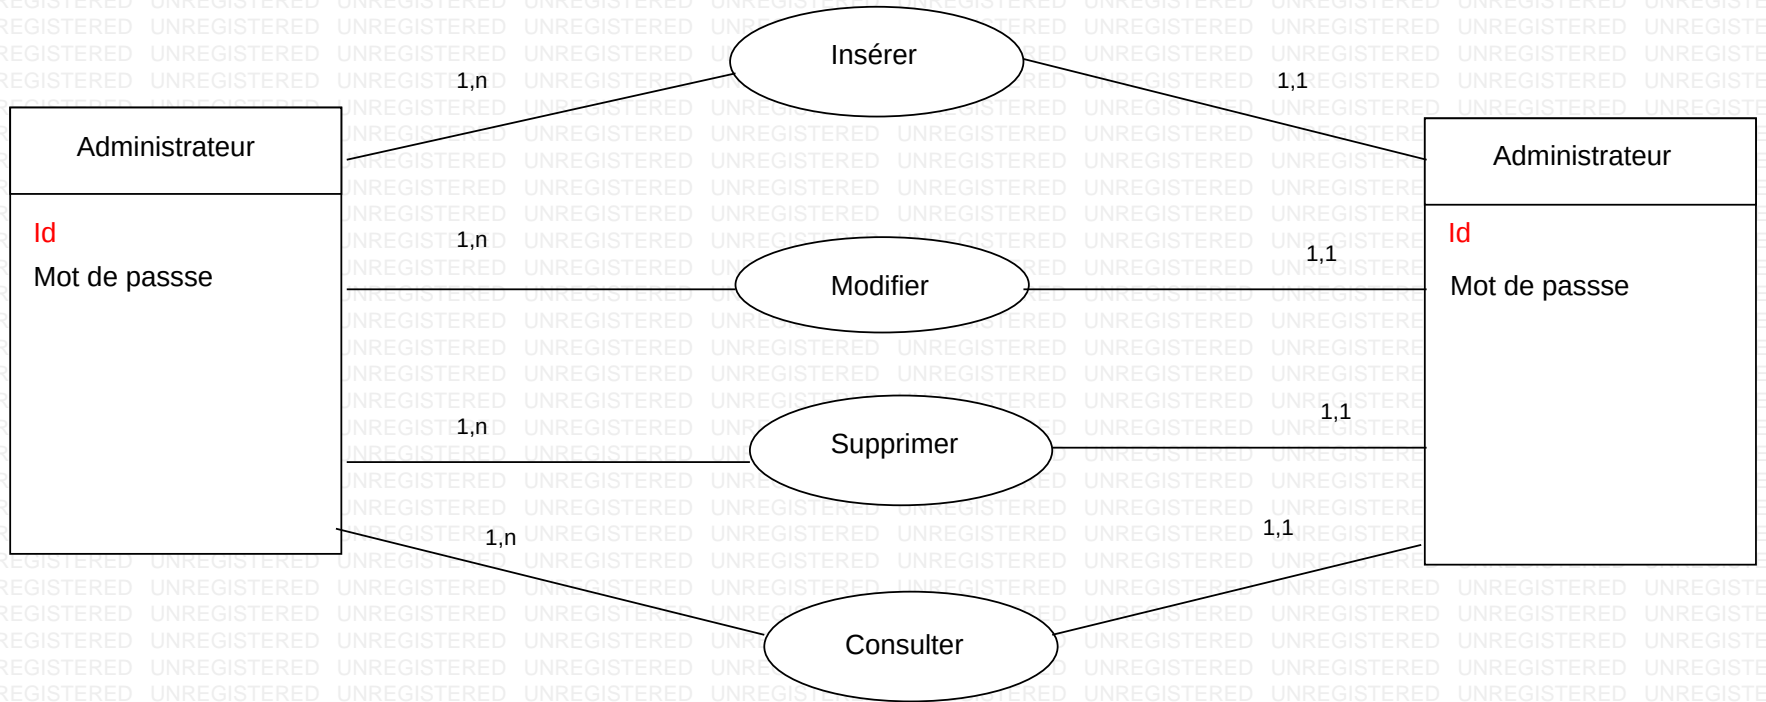 Insérer
1,n
1,1
Administrateur
Administrateur
Id
Id
1,n
1,1
Mot de passse
Modifier
Mot de passse
1,n
1,1
Supprimer
1,n
1,1
Consulter
UNREGISTERED